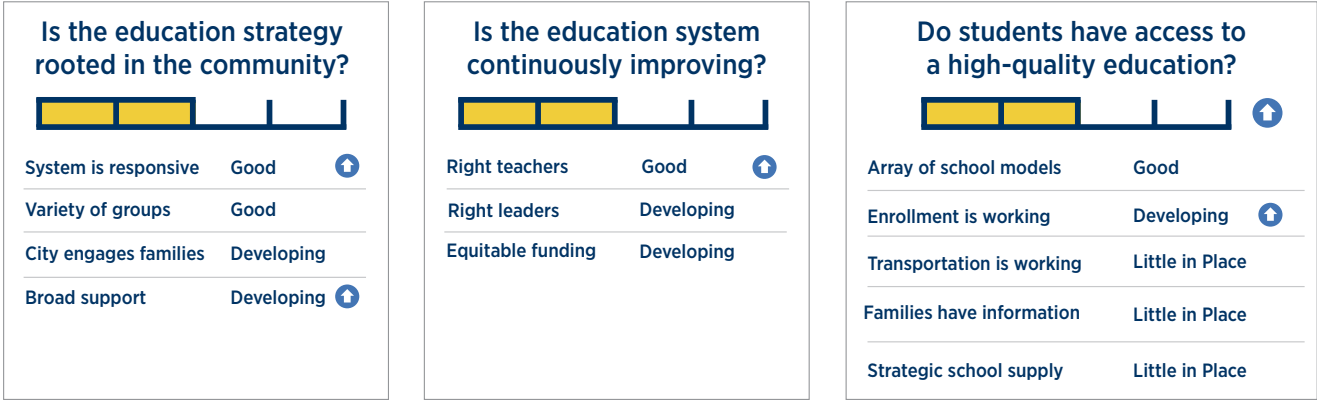 Is the education strategy
rooted in the community?
System is responsive Good
Variety of groups Good
City engages families Developing
Broad support Developing
Is the education system
continuously improving?
Right teachers Good
Right leaders Developing
Equitable funding Developing
Do students have access to
a high-quality education?
Array of school models Good
Enrollment is working Developing
Transportation is working Little in Place
Families have information Little in Place
Strategic school supply Little in Place